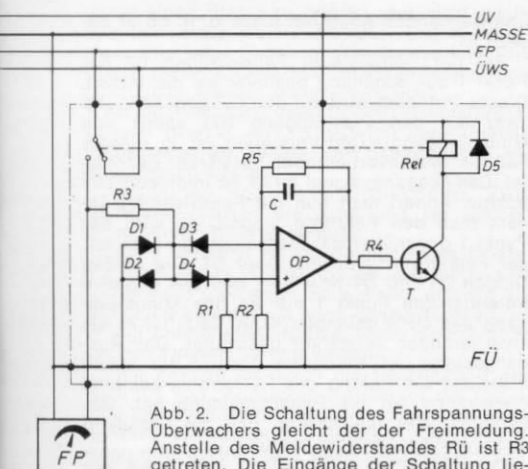 UV
MASSE
FP
ÜWS
R5
Rel
D5
C
R3
D1
D3
R4
D2
D4
OP
T
R1
R2
FÜ
FP
Abb. 2. Die Schaltung des Fahrspannungs-
Überwachers gleicht der der Freimeldung.
Anstelle des Meldewiderstandes Rü ist R3
getreten. Die Eingänge der Schaltung lie-